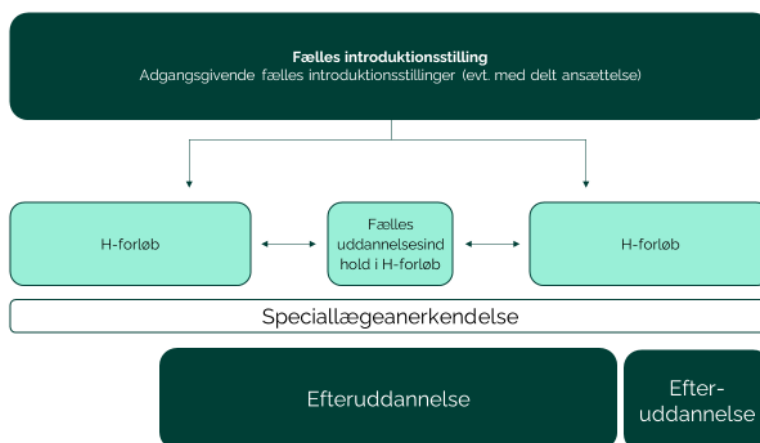 Fælles introduktionsstilling
Adgangsgivende fælles introduktionsstillinger (evt. med delt ansættelse)
H-forløb
Fælles
uddannelsesind
hold i H-forløb
H-forløb
Speciallægeanerkendelse
Efteruddannelse
Efter-
uddannelse